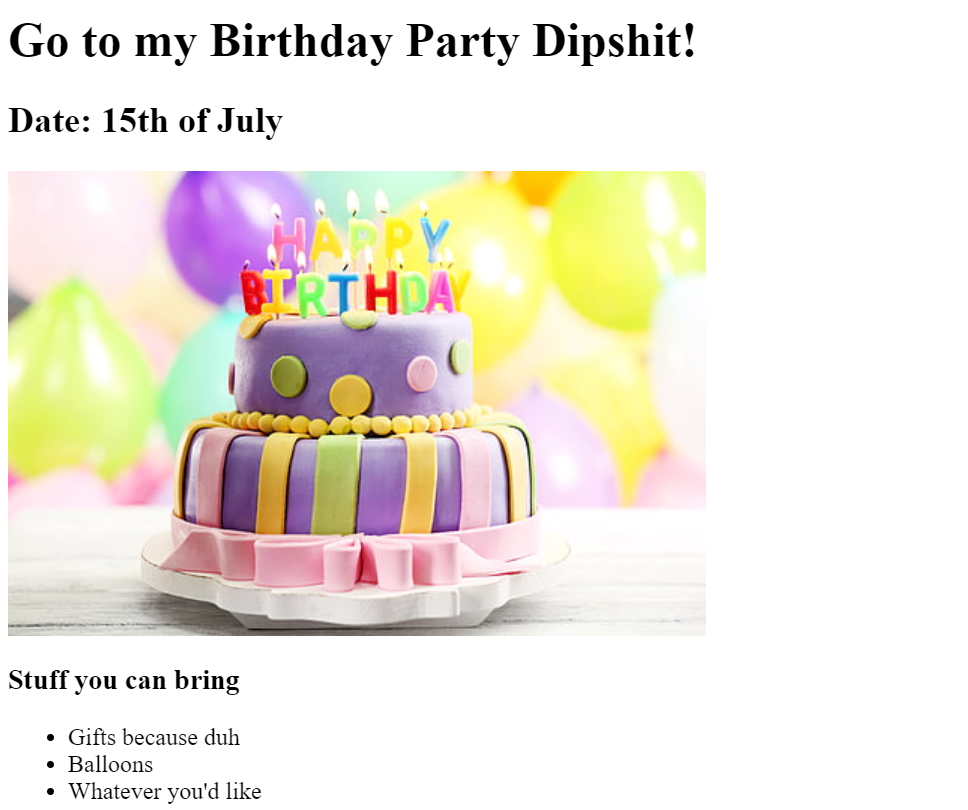 Go to my Birthday Party Dipshit!
Date: 15th of July
HAPPY
BIRTHDAY
Stuff you can bring
Gifts because duh
Balloons
Whatever you'd like